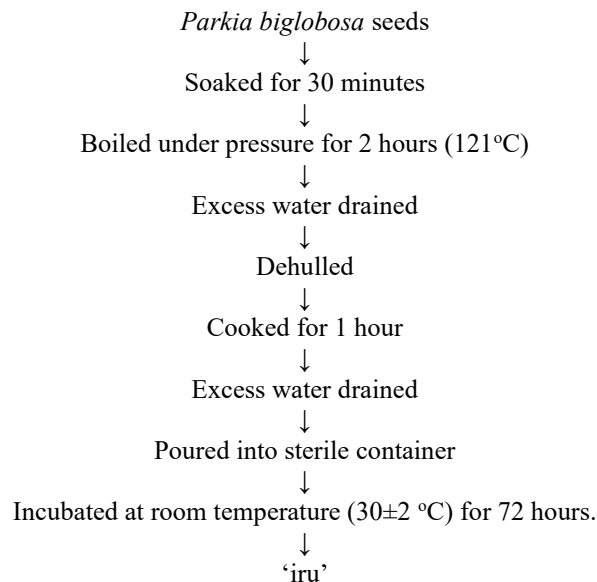 Parkia biglobosa seeds
↓
Soaked for 30 minutes
↓
Boiled under pressure for 2 hours (121°C)
↓
Excess water drained
↓
Dehulled
↓
Cooked for 1 hour
↓
Excess water drained
↓
Poured into sterile container
↓
Incubated at room temperature (30±2 °C) for 72 hours.
↓
‘iru’